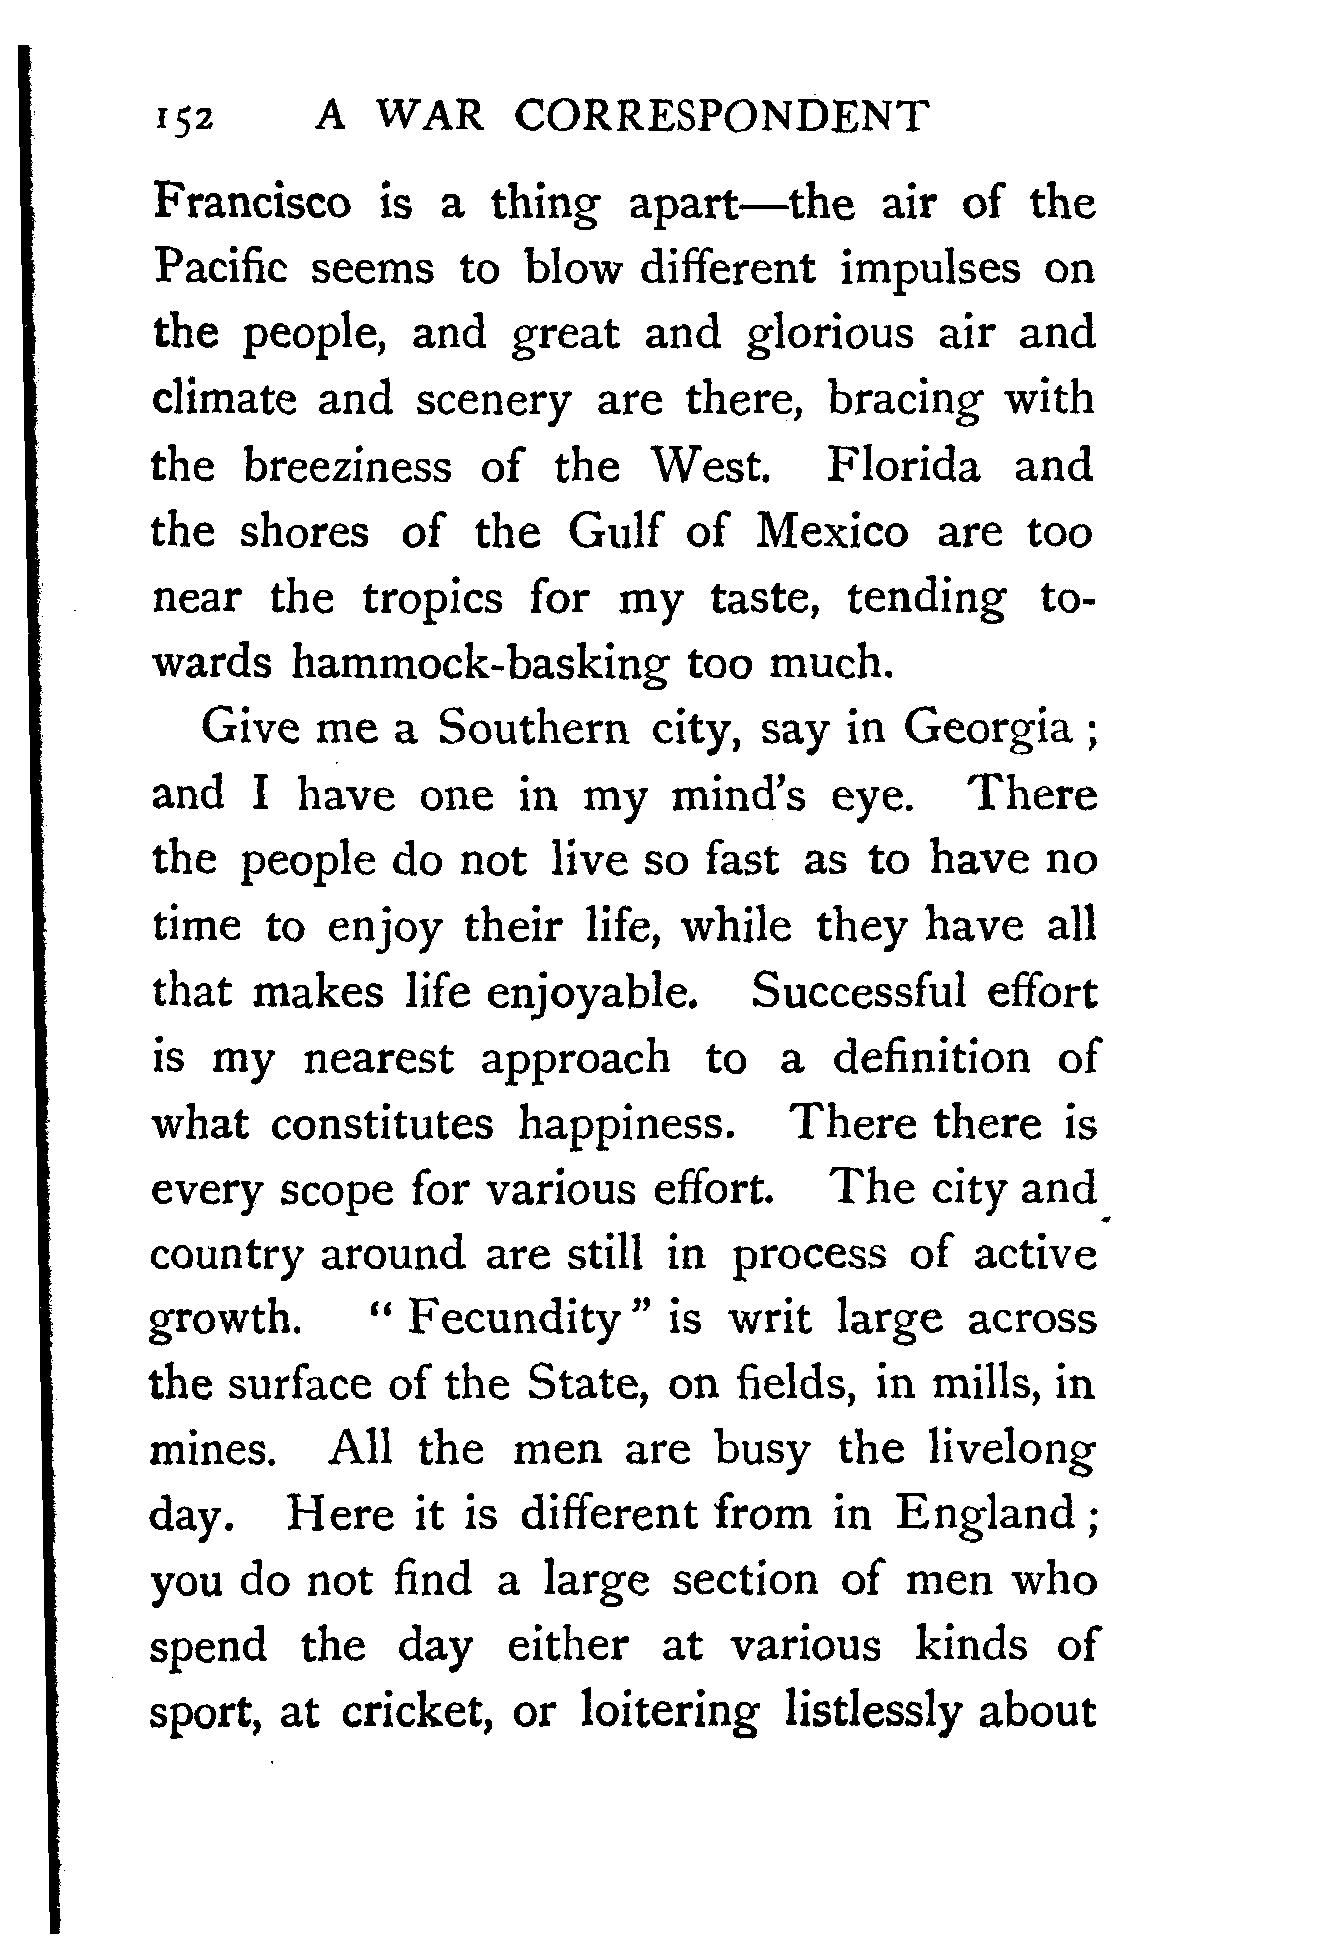 152 A WAR CORRESPONDENT
Francisco is a thing apart—the air of the
Pacific seems to blow different impulses on
the people, and great and glorious air and
climate and scenery are there, bracing with
the breeziness of the West. Florida and
the shores of the Gulf of Mexico are too
near the tropics for my taste, tending to-
wards hammock-basking too much.
Give me a Southern city, say in Georgia ;
and I have one in my mind's eye. There
the people do not live so fast as to have no
time to enjoy their life, while they have all
that makes life enjoyable. Successful effort
is my nearest approach to a definition of
what constitutes happiness. There there is
every scope for various effort. The city and
country around are still in process of active
growth. “ Fecundity ” is writ large across
the surface of the State, on fields, in mills, in
mines. All the men are busy the livelong
day. Here it is different from in England ;
you do not find a large section of men who
spend the day either at various kinds of
sport, at cricket, or loitering listlessly about